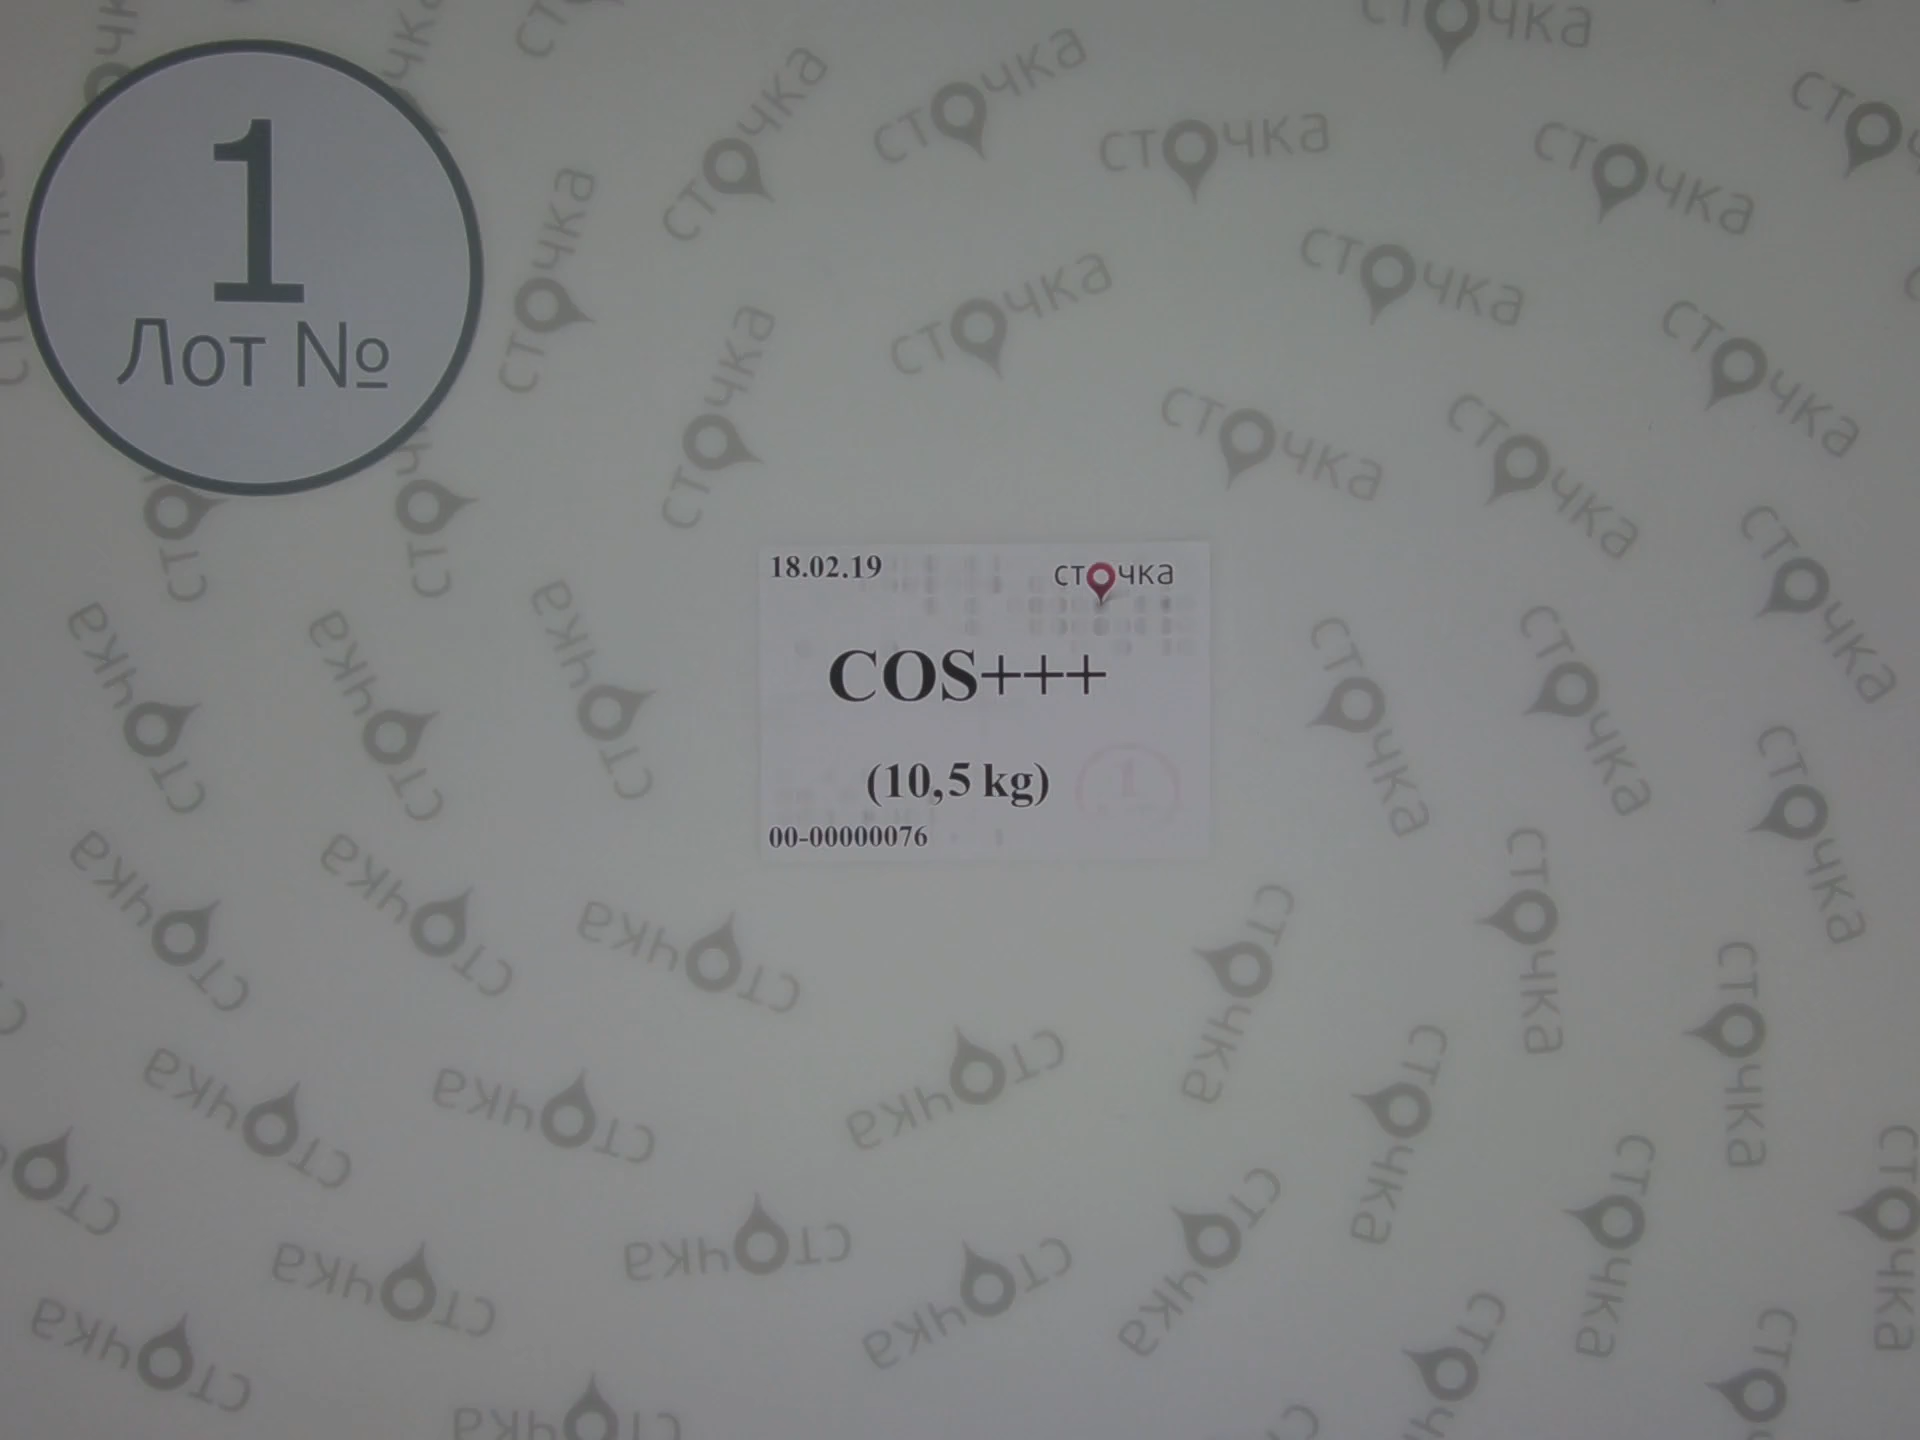 1
Лот №
18.02.19
сточка
COS+++
(10,5 kg)
00-00000076